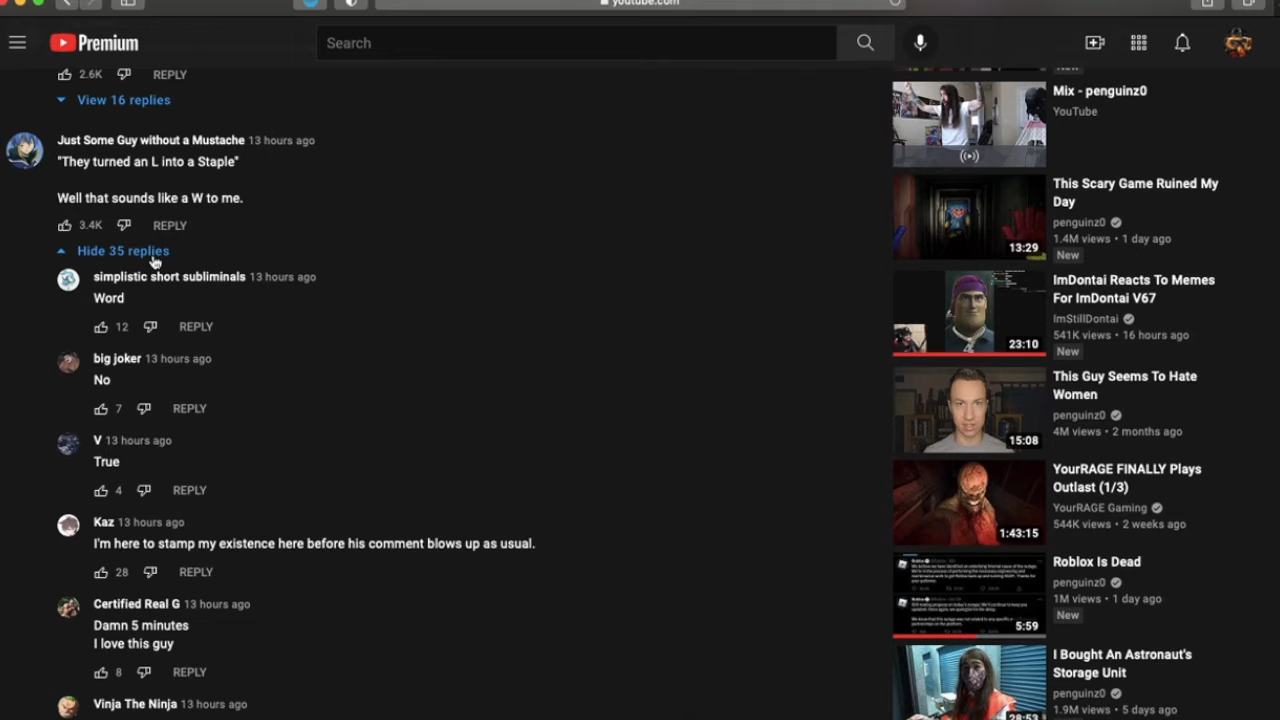 youtube.com
Premium
Search
2.6K REPLY
View 16 replies
Just Some Guy without a Mustache 13 hours ago
"They turned an L into a Staple"
Well that sounds like a W to me.
3.4K REPLY
Hide 35 replies
simplistic short subliminals 13 hours ago
Word
12 REPLY
big joker 13 hours ago
No
7 REPLY
V 13 hours ago
True
4 REPLY
Kaz 13 hours ago
I'm here to stamp my existence here before his comment blows up as usual.
28 REPLY
Certified Real G 13 hours ago
Damn 5 minutes
I love this guy
8 REPLY
Vinja The Ninja 13 hours ago
New
Mix - penguinz0
YouTube
13:29
This Scary Game Ruined My
Day
penguinz0
1.4M views • 1 day ago
New
23:10
ImDontai Reacts To Memes
For ImDontai V67
ImStillDontai
541K views • 16 hours ago
New
15:08
This Guy Seems To Hate
Women
penguinz0
4M views • 2 months ago
1:43:15
YourRAGE FINALLY Plays
Outlast (1/3)
YourRAGE Gaming
544K views • 2 weeks ago
5:59
Roblox Is Dead
penguinz0
1M views • 1 day ago
New
28:53
I Bought An Astronaut's
Storage Unit
penguinz0
1.9M views • 5 days ago